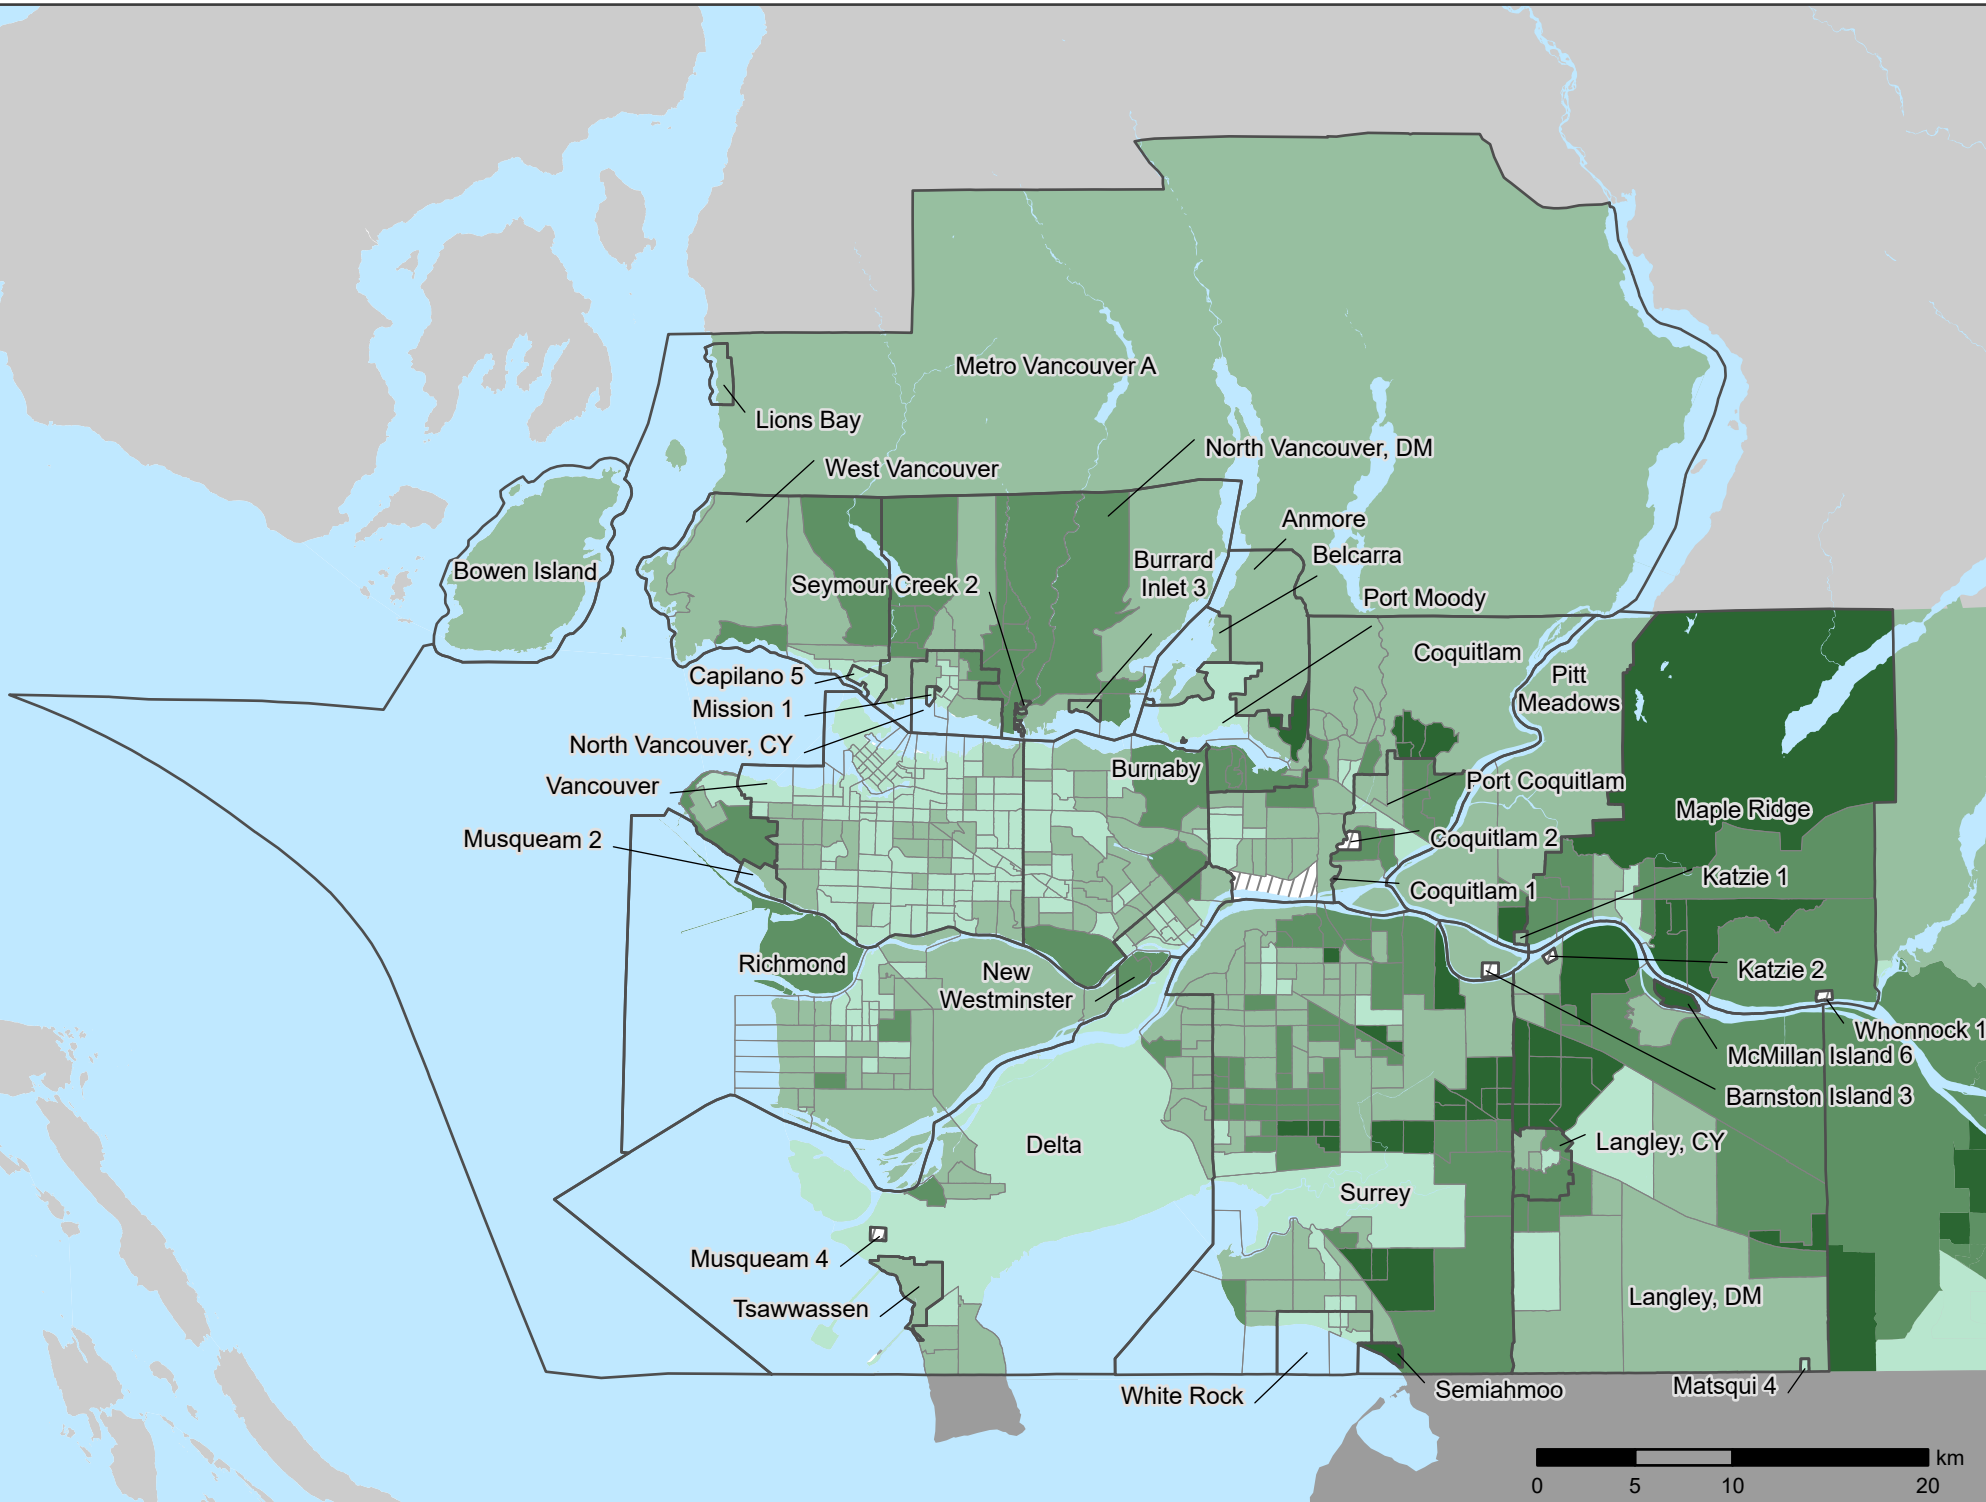 Metro Vancouver A
Lions Bay
North Vancouver, DM
West Vancouver
Anmore
Belcarra
Burrard
Inlet 3
Bowen Island
Seymour Creek 2
Port Moody
Coquitlam
Pitt
Meadows
Capilano 5
Mission 1
North Vancouver, CY
Burnaby
Vancouver
Port Coquitlam
Maple Ridge
Musqueam 2
Coquitlam 2
Katzie 1
Coquitlam 1
Richmond
New
Westminster
Katzie 2
Whonnock 1
McMillan Island 6
Barnston Island 3
Delta
Langley, CY
Surrey
Musqueam 4
Tsawwassen
Langley, DM
White Rock
Semiahmoo
Matsqui 4
km
0 5 10 20